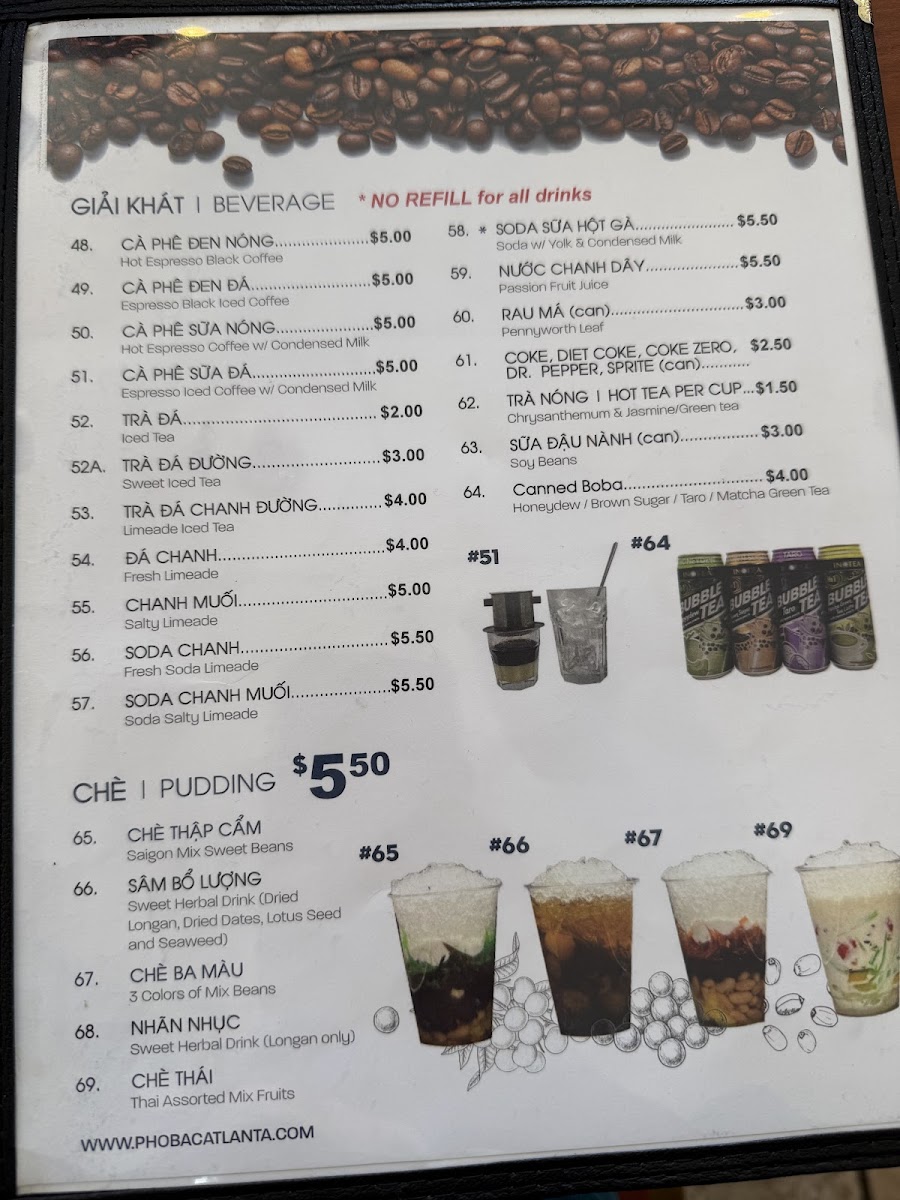 GIẢI KHÁT | BEVERAGE * NO REFILL for all drinks
48. CÀ PHÊ ĐEN NÓNG.....................$5.00
Hot Espresso Black Coffee
49. CÀ PHÊ ĐEN ĐÁ...........................$5.00
Espresso Black Iced Coffee
50. CÀ PHÊ SỮA NÓNG......................$5.00
Hot Espresso Coffee w/ Condensed Milk
51. CÀ PHÊ SỮA ĐÁ............................$5.00
Espresso Iced Coffee w/ Condensed Milk
52. TRÀ ĐÁ............................................ $2.00
Iced Tea
52A. TRÀ ĐÁ ĐƯỜNG.............................$3.00
Sweet Iced Tea
53. TRÀ ĐÁ CHANH ĐƯỜNG..............$4.00
Limeade Iced Tea
54. ĐÁ CHANH......................................$4.00
Fresh Limeade
55. CHANH MUỐI..................................$5.00
Salty Limeade
56. SODA CHANH..................................$5.50
Fresh Soda Limeade
57. SODA CHANH MUỐI......................$5.50
Soda Salty Limeade
58. * SODA SỮA HỘT GÀ.......................$5.50
Soda w/ Yolk & Condensed Milk
59. NƯỚC CHANH DÂY.....................$5.50
Passion Fruit Juice
60. RAU MÁ (can)..............................$3.00
Pennyworth Leaf
61. COKE, DIET COKE, COKE ZERO, $2.50
DR. PEPPER, SPRITE (can)...........
62. TRÀ NÓNG | HOT TEA PER CUP...$1.50
Chrysanthemum & Jasmine/Green tea
63. SỮA ĐẬU NÀNH (can)..................$3.00
Soy Beans
64. Canned Boba............................... $4.00
Honeydew / Brown Sugar / Taro / Matcha Green Tea
#51
#64
BUBBLE TEA
BUBBLE TEA
BUBBLE TEA
Taro
BUBBLE TEA
CHÈ | PUDDING $5.50
65. CHÈ THẬP CẨM
Saigon Mix Sweet Beans
66. SÂM BỔ LƯỢNG
Sweet Herbal Drink (Dried
Longan, Dried Dates, Lotus Seed
and Seaweed)
67. CHÈ BA MÀU
3 Colors of Mix Beans
68. NHÃN NHỤC
Sweet Herbal Drink (Longan only)
69. CHÈ THÁI
Thai Assorted Mix Fruits
#65
#66
#67
#69
WWW.PHOBACATLANTA.COM